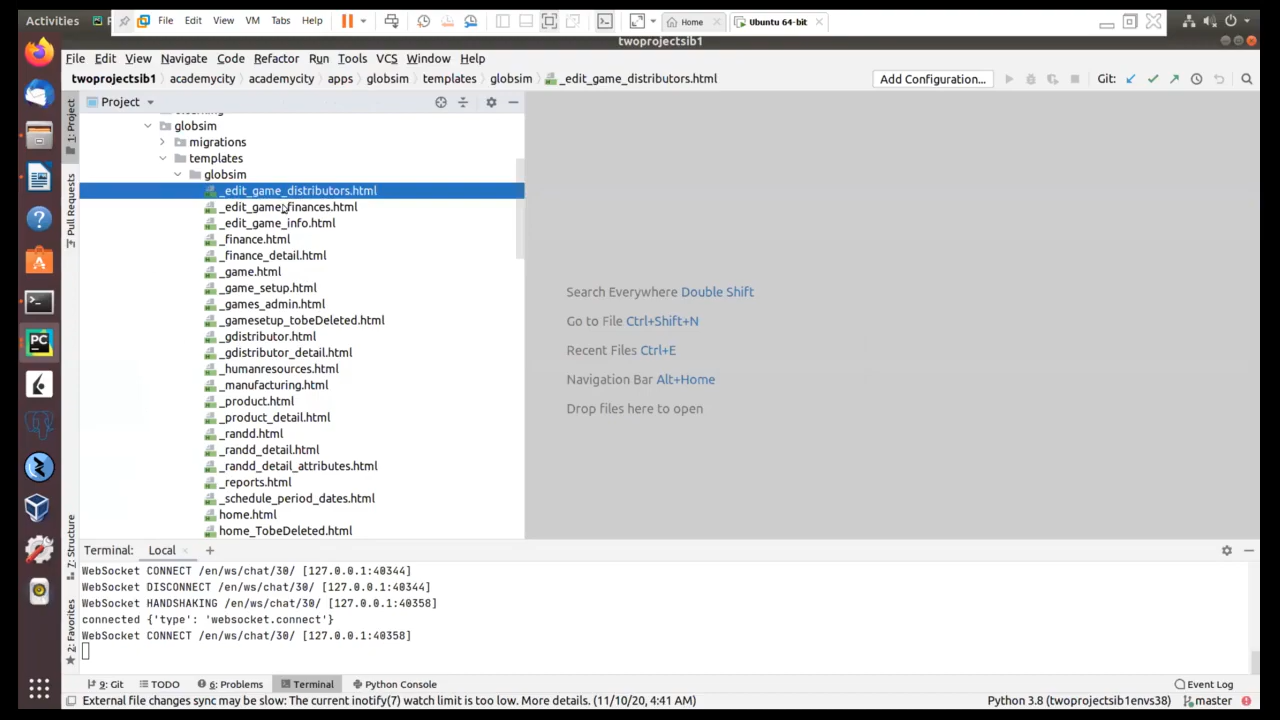 Activities File Edit View VM Tabs Help Home Ubuntu 64-bit
twoprojectsib1
File Edit View Navigate Code Refactor Run Tools VCS Window Help
twoprojectsib1 academycity academycity apps globsim templates globsim _edit_game_distributors.html Add Configuration... Git:
Project
globsim
migrations
templates
globsim
_edit_game_distributors.html
_edit_game_finances.html
_edit_game_info.html
_finance.html
_finance_detail.html
_game.html
_game_setup.html
_games_admin.html
_gamesetup_tobeDeleted.html
_gdistributor.html
_gdistributor_detail.html
_humanresources.html
_manufacturing.html
_product.html
_product_detail.html
_randd.html
_randd_detail.html
_randd_detail_attributes.html
_reports.html
_schedule_period_dates.html
home.html
home_TobeDeleted.html
1: Project
Pull Requests
7: Structure
2: Favorites
Search Everywhere Double Shift
Go to File Ctrl+Shift+N
Recent Files Ctrl+E
Navigation Bar Alt+Home
Drop files here to open
Terminal: Local +
WebSocket CONNECT /en/ws/chat/30/ [127.0.0.1:40344]
WebSocket DISCONNECT /en/ws/chat/30/ [127.0.0.1:40344]
WebSocket HANDSHAKING /en/ws/chat/30/ [127.0.0.1:40358]
connected {'type': 'websocket.connect'}
WebSocket CONNECT /en/ws/chat/30/ [127.0.0.1:40358]
9: Git TODO 6: Problems Terminal Python Console Event Log
External file changes sync may be slow: The current inotify(7) watch limit is too low. More details. (11/10/20, 4:41 AM) Python 3.8 (twoprojectsib1envs38) master